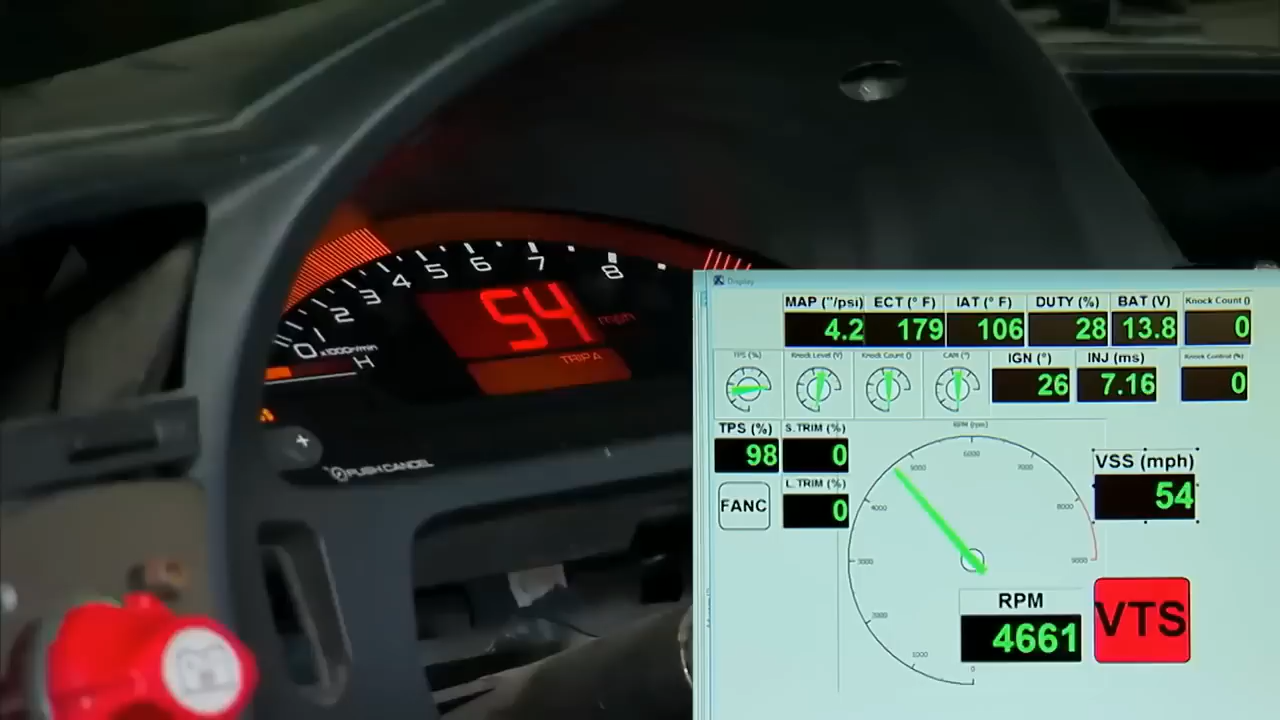 0 2 3 4 5 6 7 8
x1000r/min
H
54 mph
TRIP A
+
PUSH CANCEL
Display
MAP ("/psi) ECT (° F) IAT (° F) DUTY (%) BAT (V) Knock Count ()
4.2 179 106 28 13.8 0
TPS (%) Knock Level (V) Knock Count () CAM (°) IGN (°) INJ (ms) Knock Control (%)
26 7.16 0
TPS (%) S.TRIM (%) RPM (rpm)
98 0
L.TRIM (%)
FANC 0
0 1000 2000 3000 4000 5000 6000 7000 8000 9000
VSS (mph)
54
RPM
4661
VTS